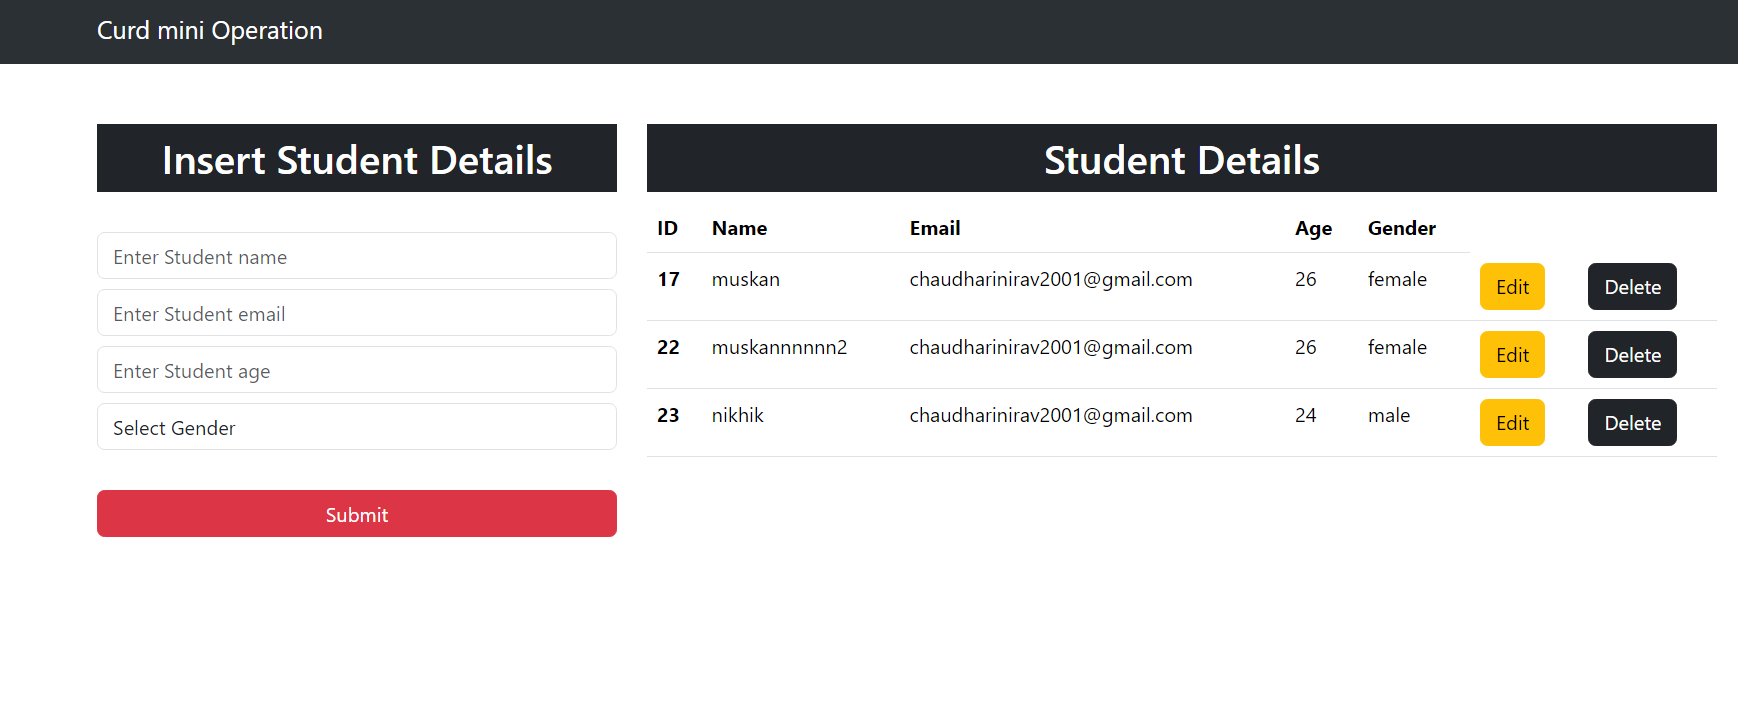 Curd mini Operation
Insert Student Details
Enter Student name
Enter Student email
Enter Student age
Select Gender
Submit
Student Details
ID Name Email Age Gender
17 muskan chaudharinirav2001@gmail.com 26 female Edit Delete
22 muskannnnnn2 chaudharinirav2001@gmail.com 26 female Edit Delete
23 nikhik chaudharinirav2001@gmail.com 24 male Edit Delete